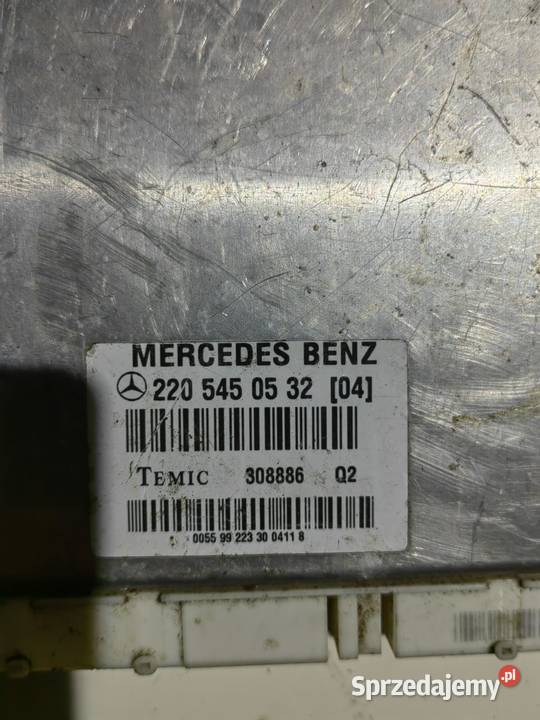 MERCEDES BENZ
220 545 05 32 [04]
TEMIC 308886 Q2
0055 99 223 30 0411 8
Sprzedajemy.pl